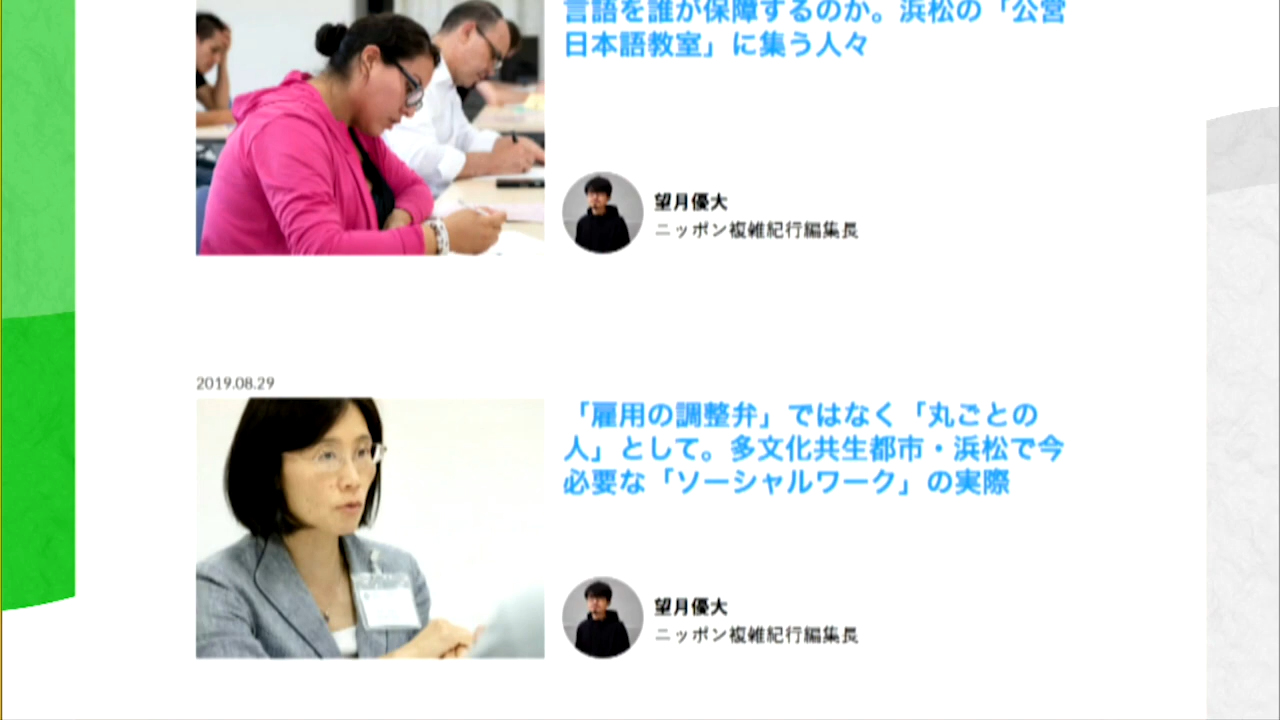 言語を誰が保障するのか。浜松の「公営
日本語教室」に集う人々
望月優大
ニッポン複雑紀行編集長
2019.08.29
「雇用の調整弁」ではなく「丸ごとの
人」として。多文化共生都市・浜松で今
必要な「ソーシャルワーク」の実際
望月優大
ニッポン複雑紀行編集長